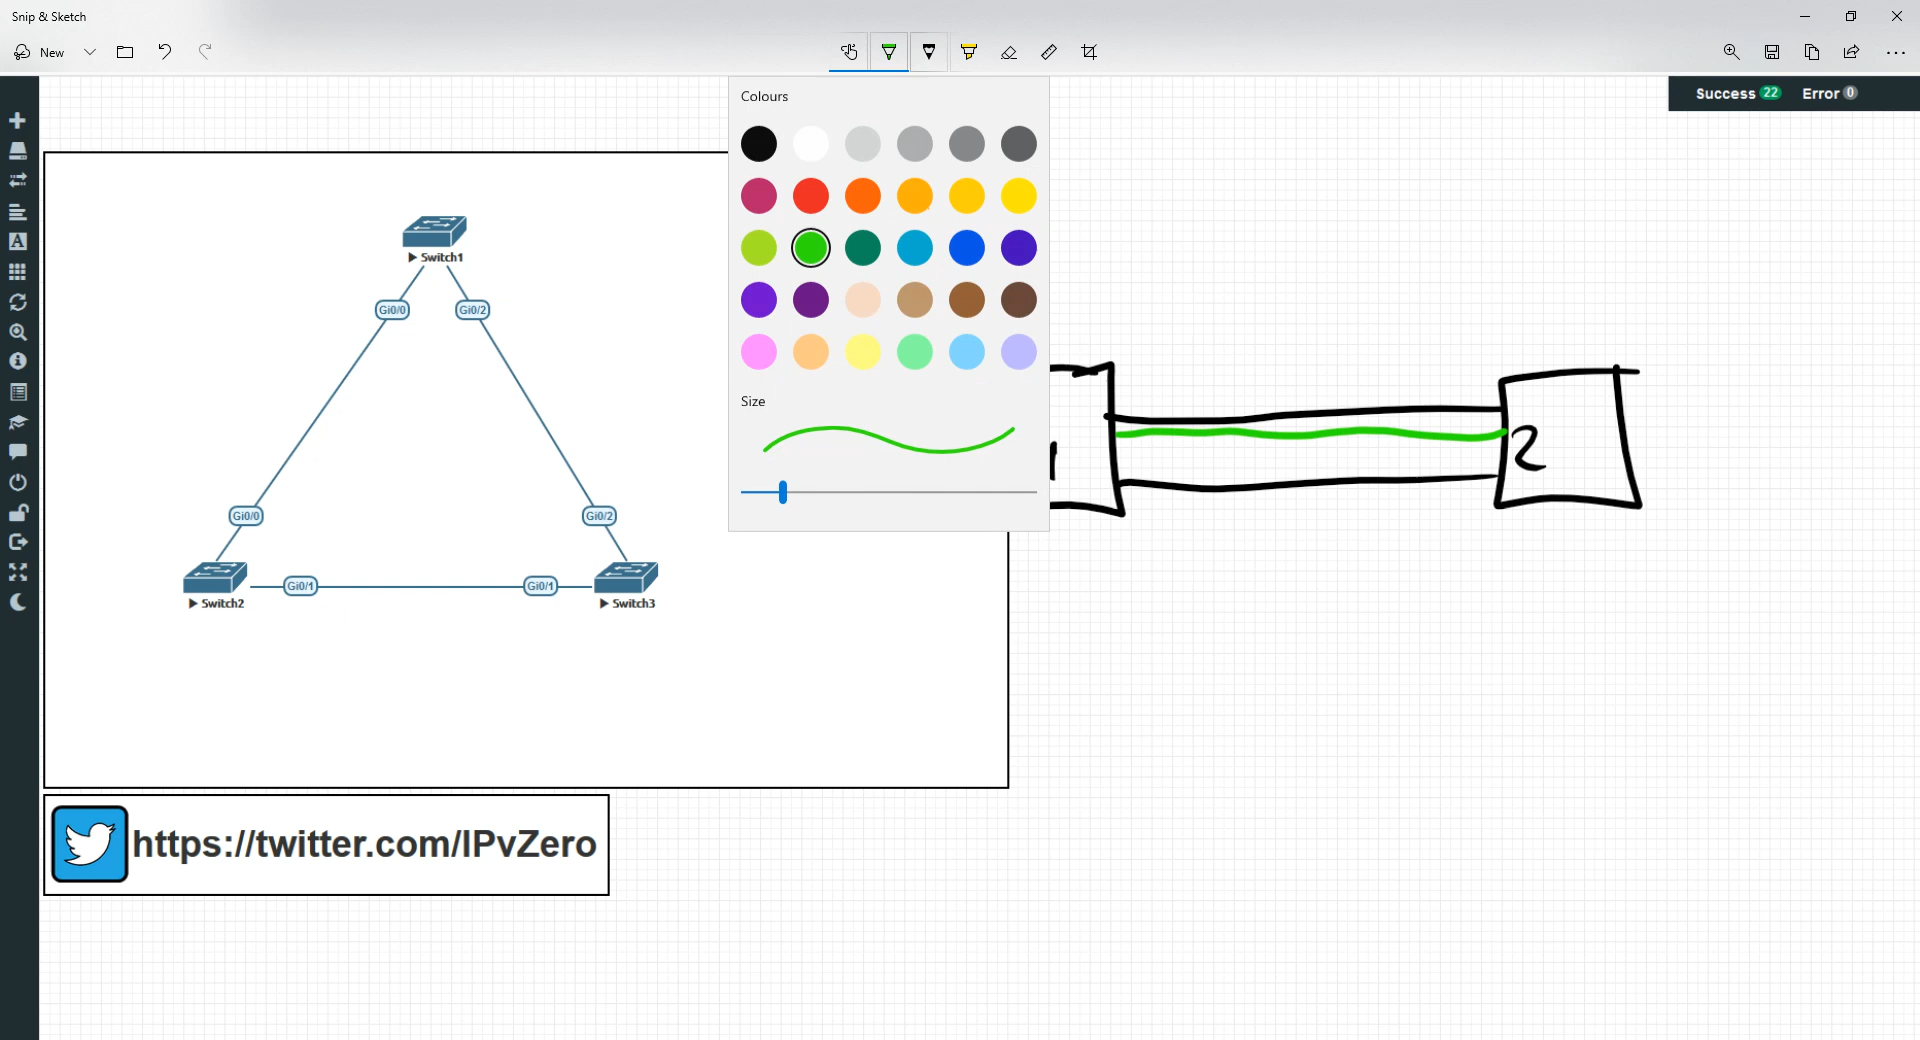 Snip & Sketch
New
Colours
Success 22 Error 0
A
Switch1
Gi0/0 Gi0/2
Size
1
2
Gi0/0 Gi0/2
Gi0/1 Gi0/1
Switch2 Switch3
https://twitter.com/IPvZero